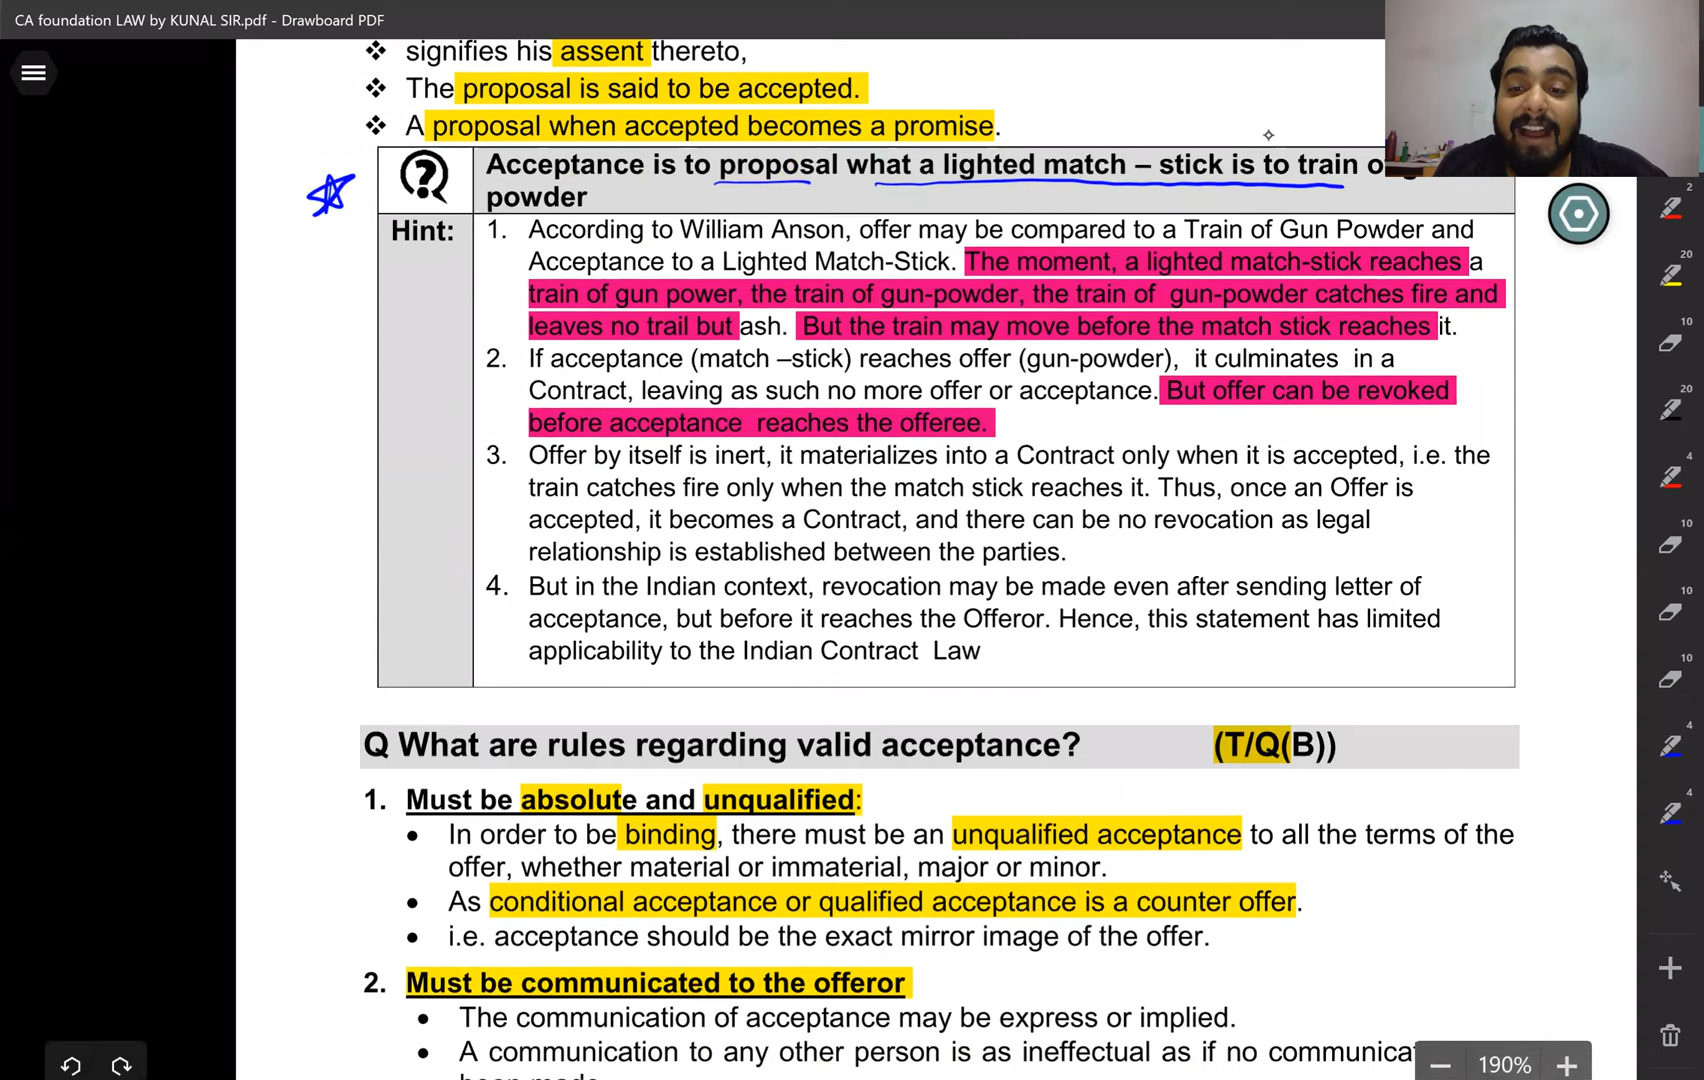 CA foundation LAW by KUNAL SIR.pdf - Drawboard PDF
❖ signifies his assent thereto,
❖ The proposal is said to be accepted.
❖ A proposal when accepted becomes a promise.
Acceptance is to proposal what a lighted match – stick is to train
powder
Hint:
1. According to William Anson, offer may be compared to a Train of Gun Powder and
Acceptance to a Lighted Match-Stick. The moment, a lighted match-stick reaches a
train of gun power, the train of gun-powder, the train of gun-powder catches fire and
leaves no trail but ash. But the train may move before the match stick reaches it.
2. If acceptance (match –stick) reaches offer (gun-powder), it culminates in a
Contract, leaving as such no more offer or acceptance. But offer can be revoked
before acceptance reaches the offeree.
3. Offer by itself is inert, it materializes into a Contract only when it is accepted, i.e. the
train catches fire only when the match stick reaches it. Thus, once an Offer is
accepted, it becomes a Contract, and there can be no revocation as legal
relationship is established between the parties.
4. But in the Indian context, revocation may be made even after sending letter of
acceptance, but before it reaches the Offeror. Hence, this statement has limited
applicability to the Indian Contract Law
Q What are rules regarding valid acceptance? (T/Q(B))
1. Must be absolute and unqualified:
• In order to be binding, there must be an unqualified acceptance to all the terms of the
offer, whether material or immaterial, major or minor.
• As conditional acceptance or qualified acceptance is a counter offer.
• i.e. acceptance should be the exact mirror image of the offer.
2. Must be communicated to the offeror
• The communication of acceptance may be express or implied.
• A communication to any other person is as ineffectual as if no
2
20
10
20
4
10
10
10
4
4
190%